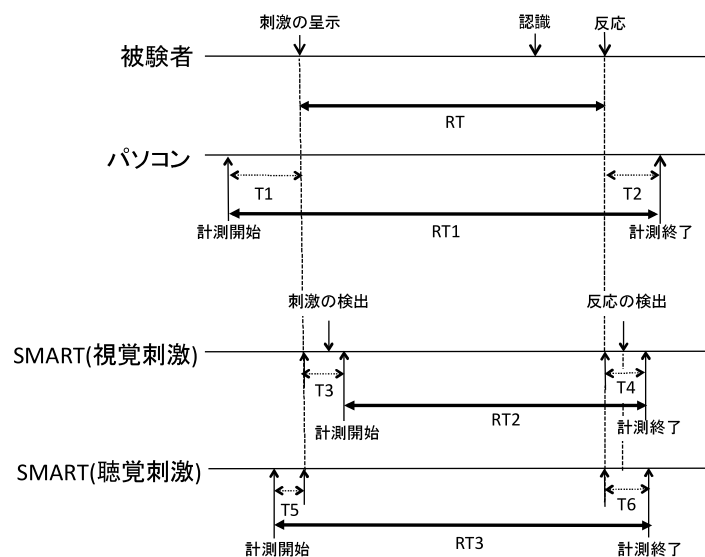 刺激の呈示
認識
反応
被験者
RT
パソコン
T1
T2
計測開始
RT1
計測終了
刺激の検出
反応の検出
SMART(視覚刺激)
T3
T4
計測開始
RT2
計測終了
SMART(聴覚刺激)
T5
T6
計測開始
RT3
計測終了